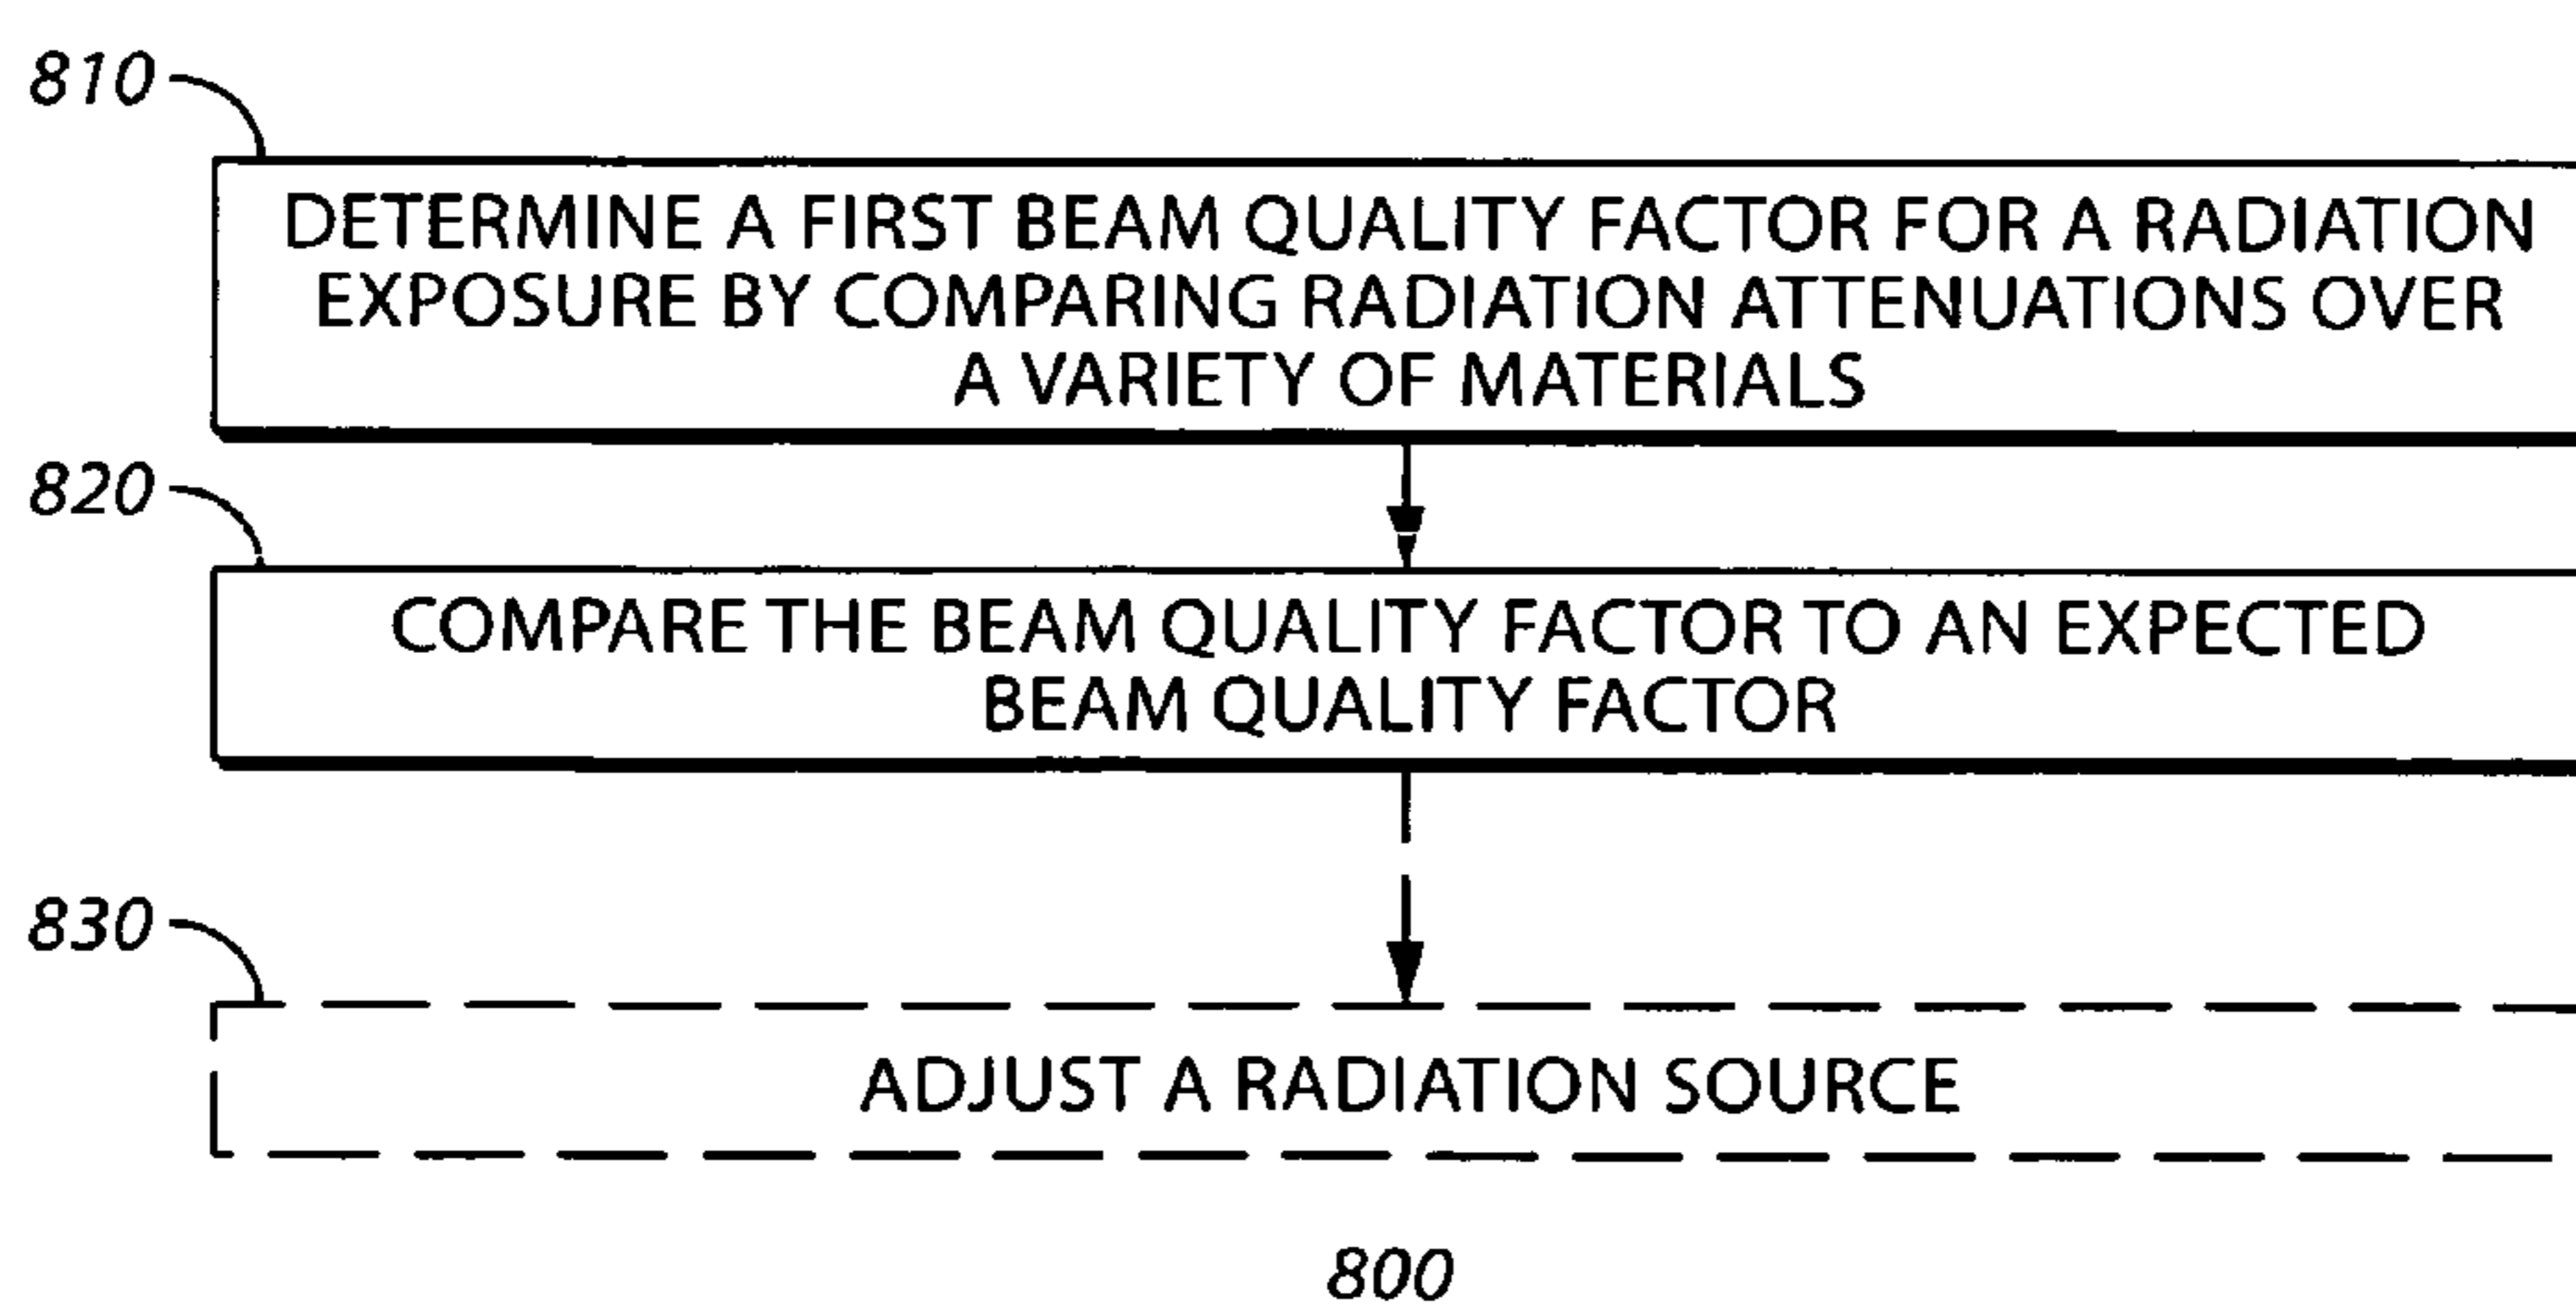 810
DETERMINE A FIRST BEAM QUALITY FACTOR FOR A RADIATION
EXPOSURE BY COMPARING RADIATION ATTENUATIONS OVER
A VARIETY OF MATERIALS
820
COMPARE THE BEAM QUALITY FACTOR TO AN EXPECTED
BEAM QUALITY FACTOR
830
ADJUST A RADIATION SOURCE
800